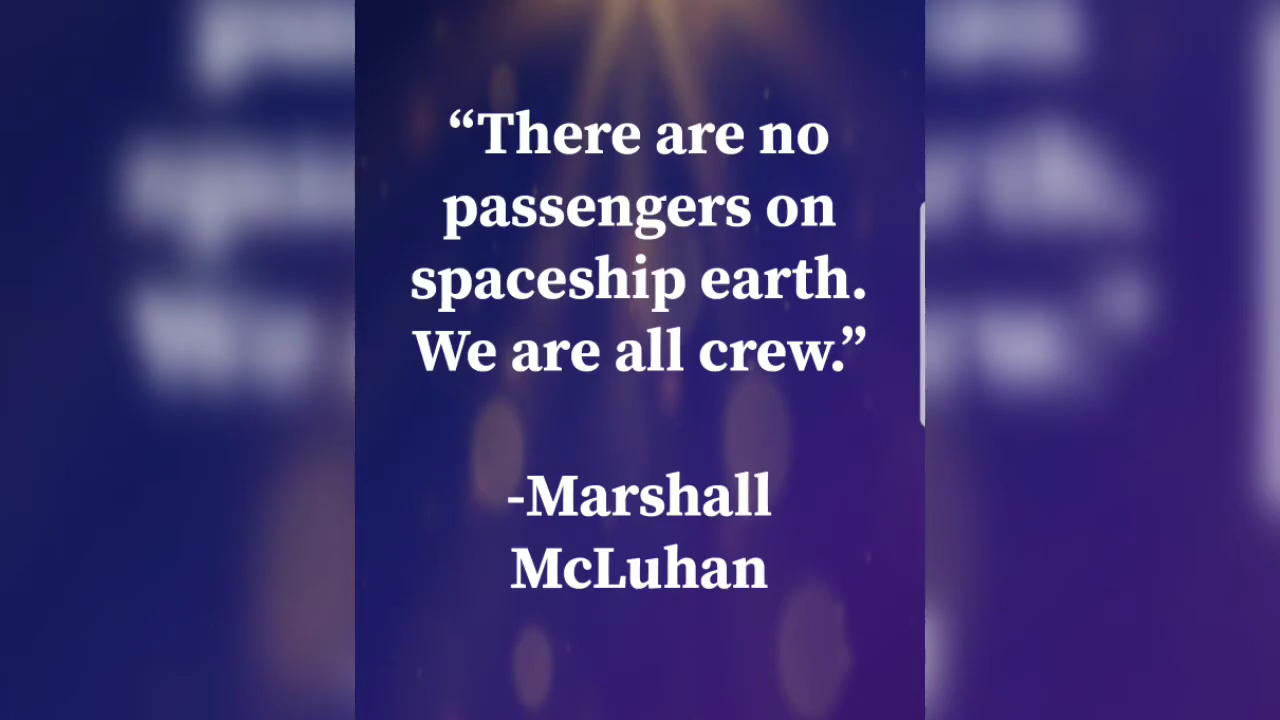 “There are no
passengers on
spaceship earth.
We are all crew.”
-Marshall
McLuhan